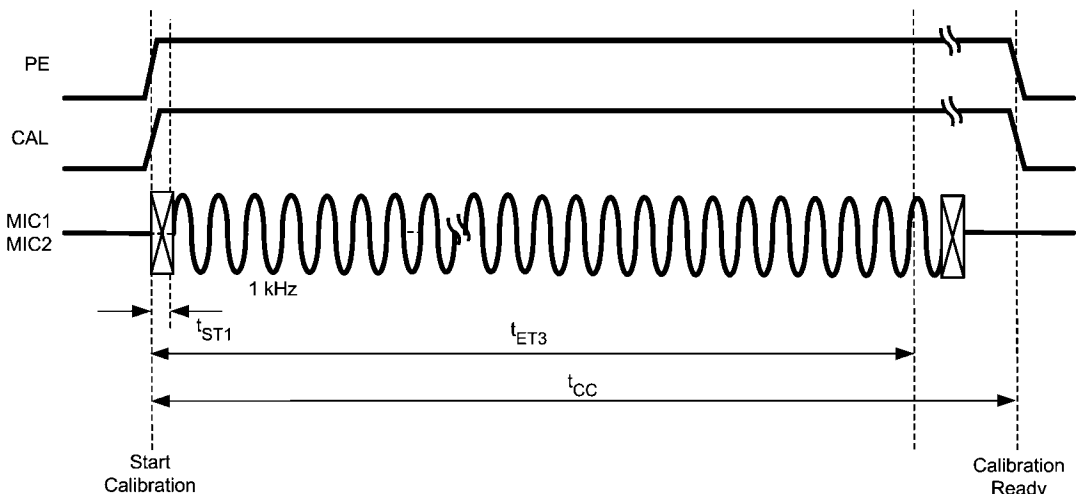 PE
CAL
MIC1
MIC2
1 kHz
tST1
tET3
tCC
Start
Calibration
Calibration
Ready